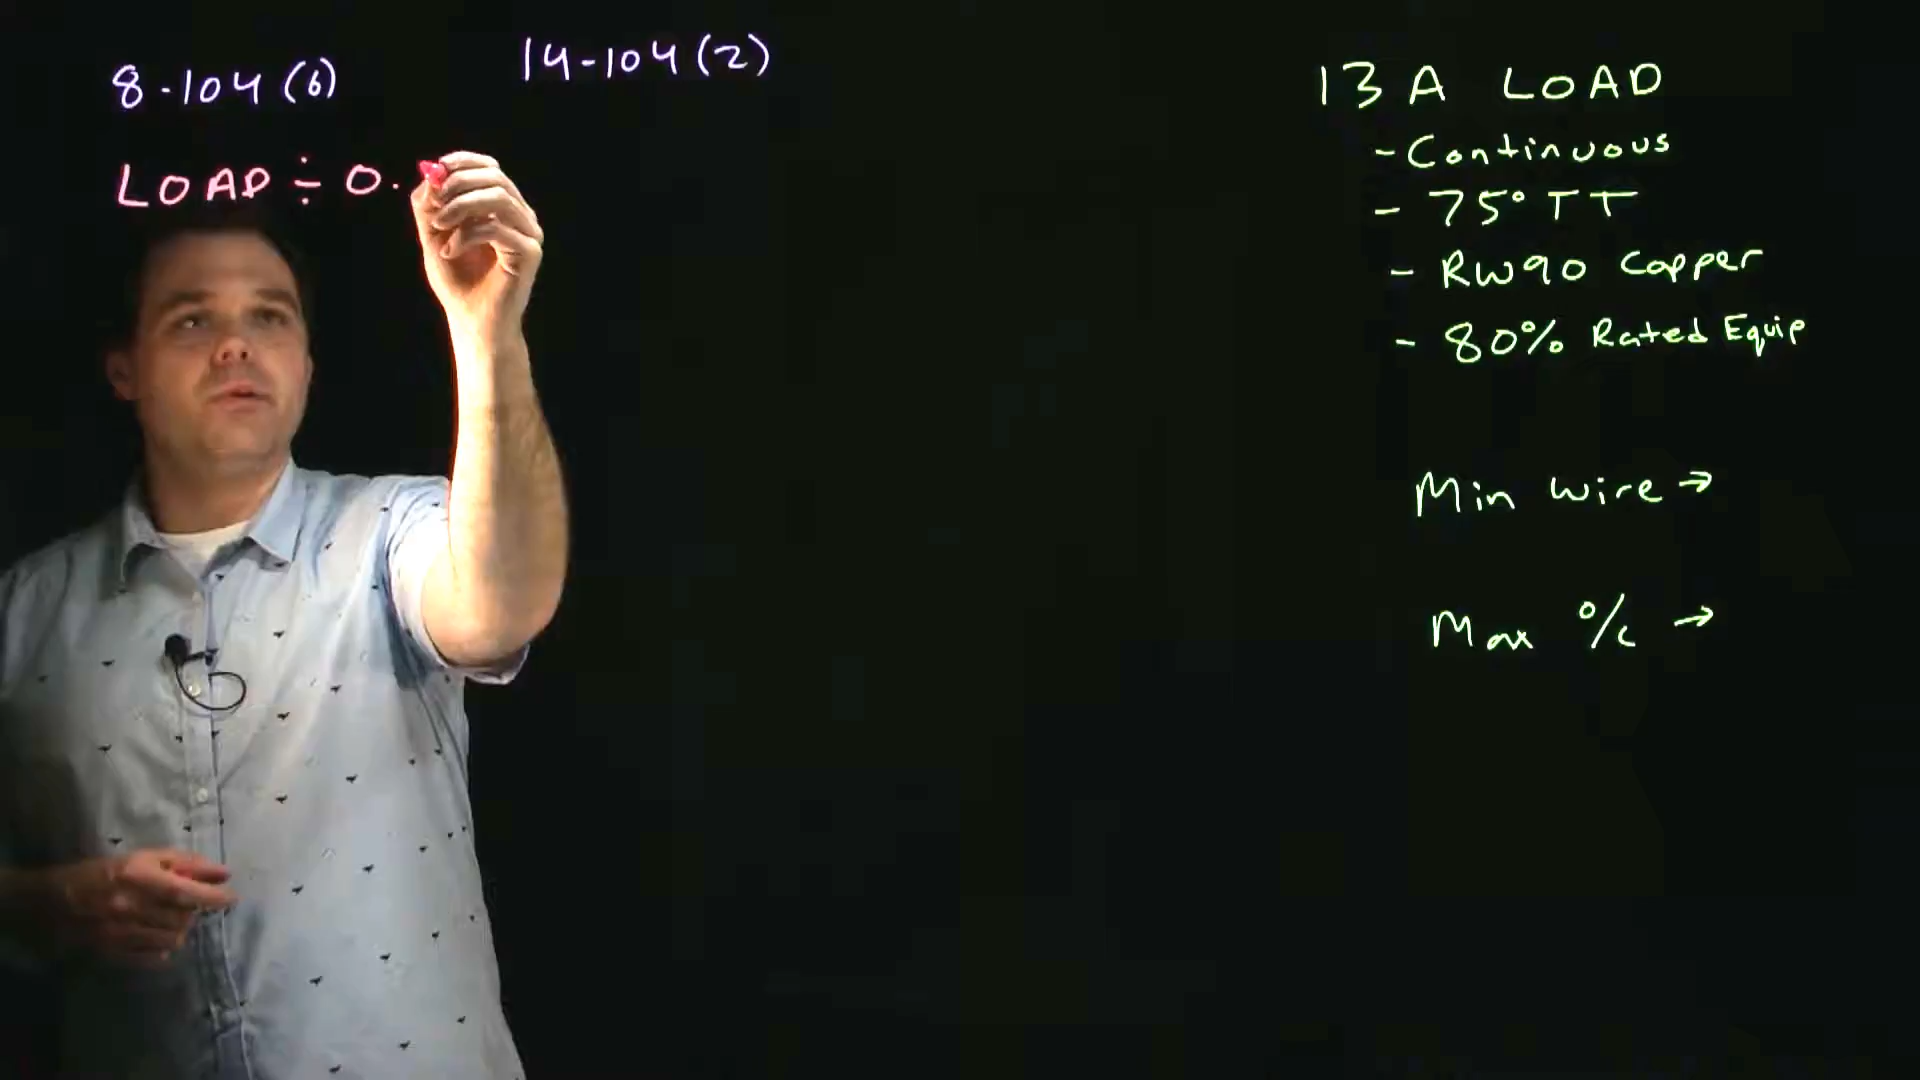 8-104(6)
14-104(2)
LOAD ÷ 0.
13 A LOAD
- Continuous
- 75° TT
- RW90 Copper
- 80% Rated Equip
Min Wire →
Max O/C →